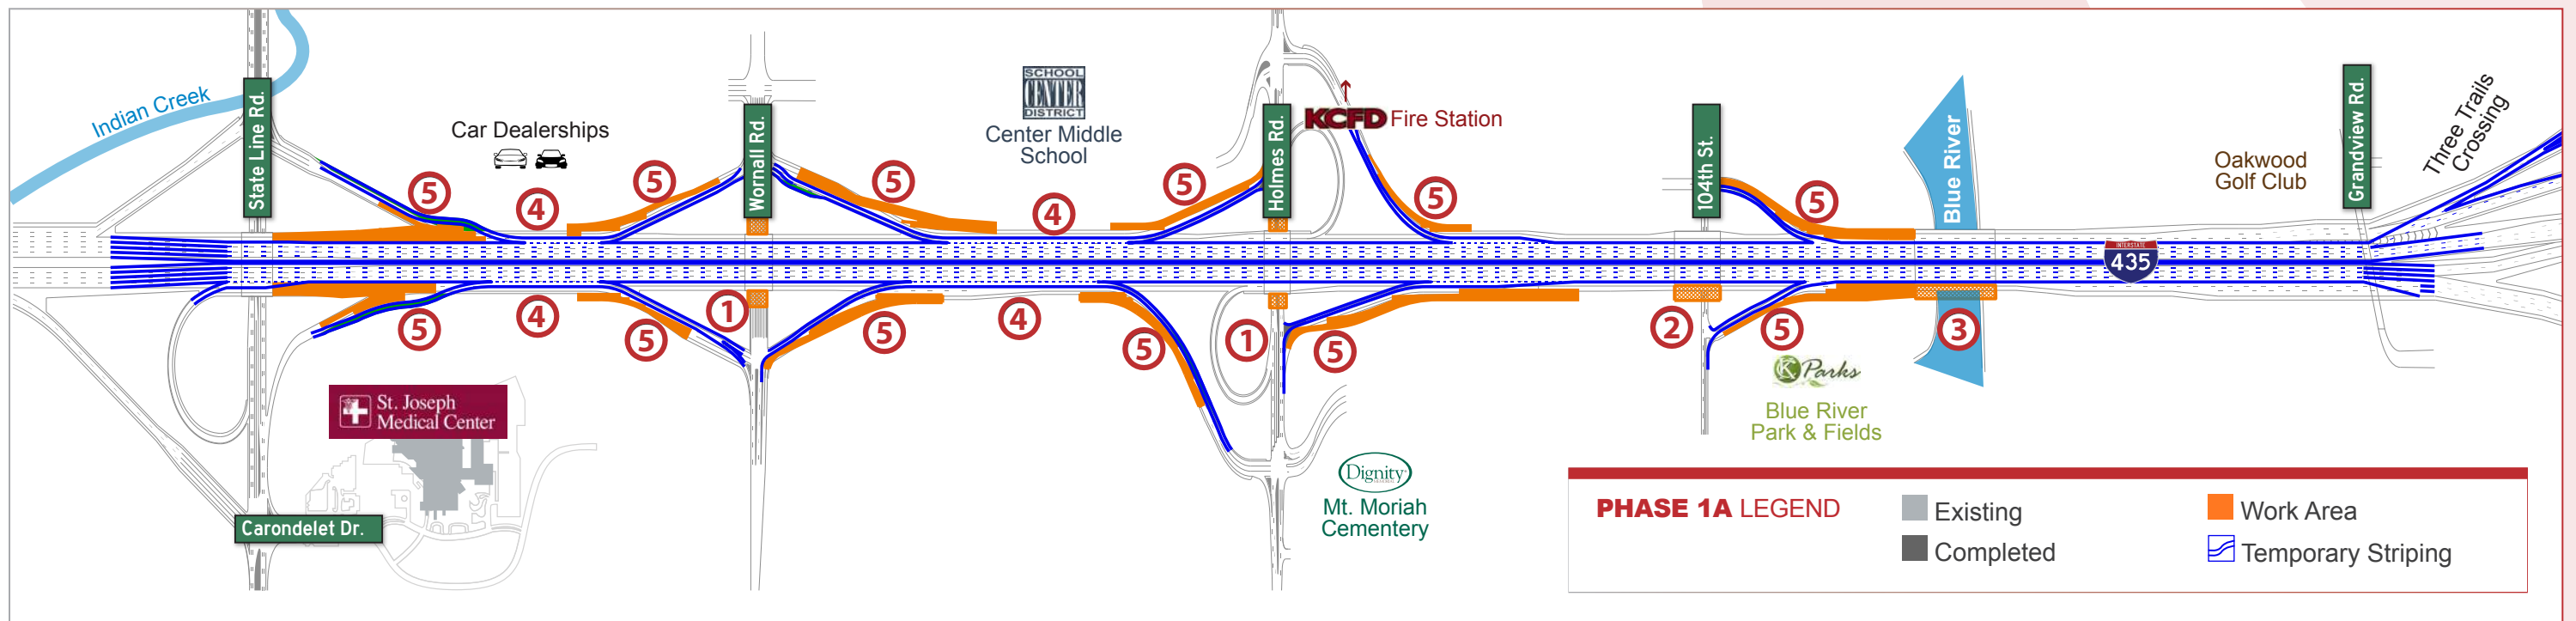 Indian Creek
State Line Rd.
Car Dealerships
Wornall Rd.
SCHOOL
CENTER
DISTRICT
Center Middle
School
Holmes Rd.
KCFD Fire Station
104th St.
Blue River
Oakwood
Golf Club
Grandview Rd.
Three Trails
Crossing
5
4
5
5
4
5
5
5
INTERSTATE
435
5
4
5
1
5
4
5
1
5
2
5
3
St. Joseph
Medical Center
Carondelet Dr.
Dignity
Mt. Moriah
Cementery
KC Parks
Blue River
Park & Fields
PHASE 1A LEGEND
Existing
Completed
Work Area
Temporary Striping